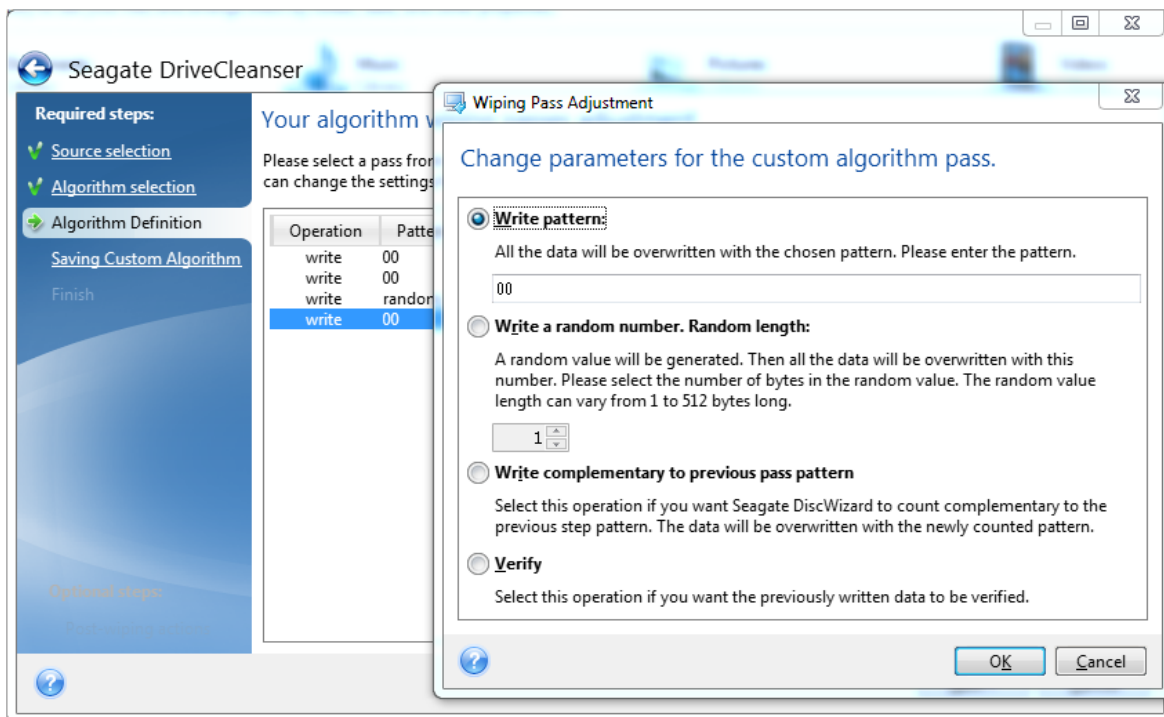 Seagate DriveCleanser
Required steps:
Source selection
Algorithm selection
Algorithm Definition
Saving Custom Algorithm
Finish
Your algorithm
Please select a pass from
can change the settings
Operation Patte
write 00
write 00
write random
write 00
Wiping Pass Adjustment
Change parameters for the custom algorithm pass.
Write pattern:
All the data will be overwritten with the chosen pattern. Please enter the pattern.
00
Write a random number. Random length:
A random value will be generated. Then all the data will be overwritten with this
number. Please select the number of bytes in the random value. The random value
length can vary from 1 to 512 bytes long.
1
Write complementary to previous pass pattern
Select this operation if you want Seagate DiscWizard to count complementary to the
previous step pattern. The data will be overwritten with the newly counted pattern.
Verify
Select this operation if you want the previously written data to be verified.
OK
Cancel